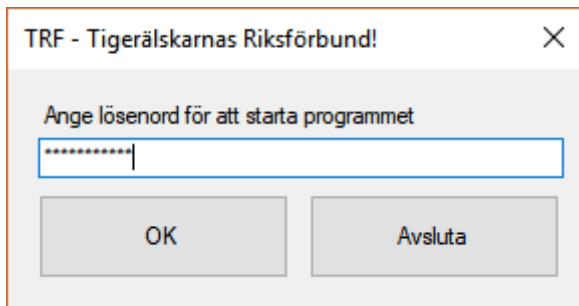 TRF - Tigerälskarnas Riksförbund!
Ange lösenord för att starta programmet
***********
OK
Avsluta